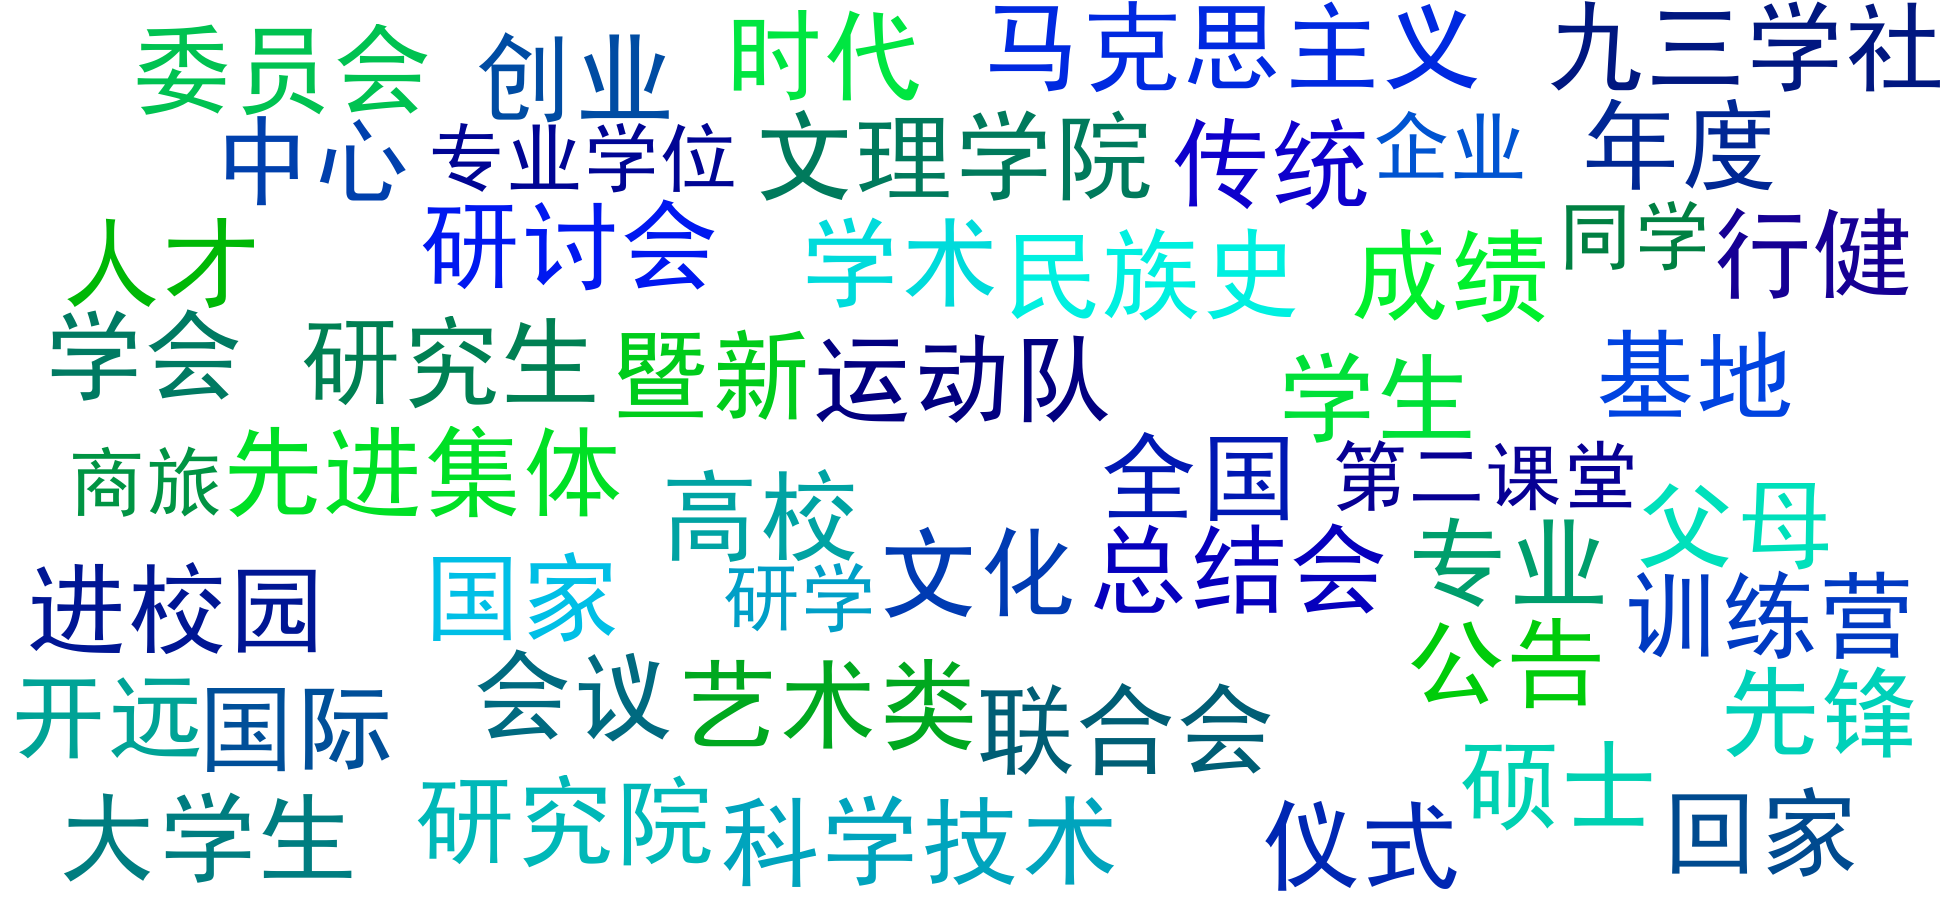 委员会 创业 时代 马克思主义 九三学社
中心 专业学位 文理学院 传统 企业 年度
人才 研讨会 学术 民族史 成绩 同学 行健
学会 研究生 暨新 运动队 学生 基地
商旅 先进集体 高校 全国 第二课堂 父母
进校园 国家 研学 文化 总结会 专业 训练营
开远 国际 会议 艺术类 联合会 公告 先锋
大学生 研究院 科学技术 仪式 硕士 回家